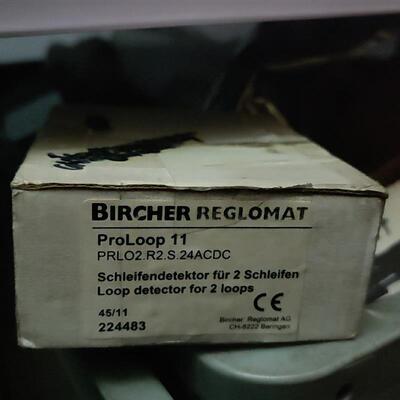 BIRCHER REGLOMAT
ProLoop 11
PRLO2.R2.S.24ACDC
Schleifendetektor für 2 Schleifen
Loop detector for 2 loops
45/11
224483
CE
Bircher Reglomat AG
CH-8222 Beringen